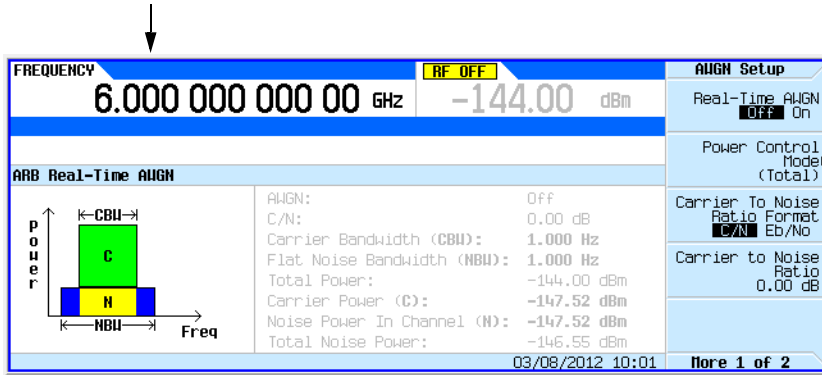 FREQUENCY
RF OFF
AWGN Setup
6.000 000 000 00 GHz
-144.00 dBm
Real-Time AWGN
Off On
Power Control
Mode
(Total)
ARB Real-Time AWGN
Carrier To Noise
Ratio Format
C/N Eb/No
Carrier to Noise
Ratio
0.00 dB
Power
CBW
C
N
NBW
Freq
AWGN: Off
C/N: 0.00 dB
Carrier Bandwidth (CBW): 1.000 Hz
Flat Noise Bandwidth (NBW): 1.000 Hz
Total Power: -144.00 dBm
Carrier Power (C): -147.52 dBm
Noise Power In Channel (N): -147.52 dBm
Total Noise Power: -146.55 dBm
03/08/2012 10:01
More 1 of 2